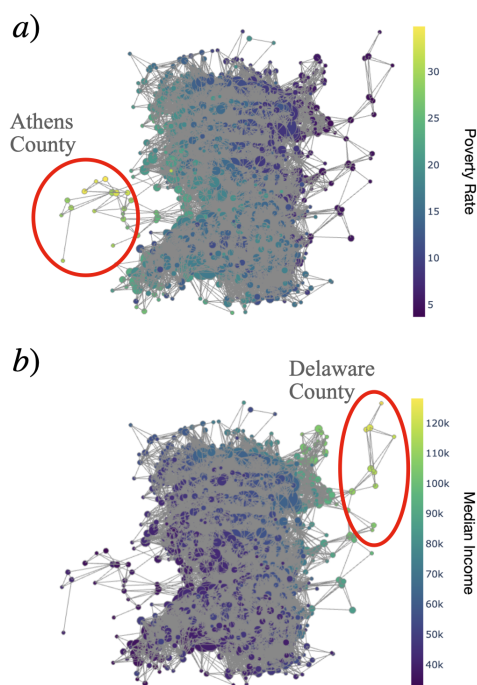 a)
Athens
County
30
25
20
15
10
5
Poverty Rate
b)
Delaware
County
120k
110k
100k
90k
80k
70k
60k
50k
40k
Median Income